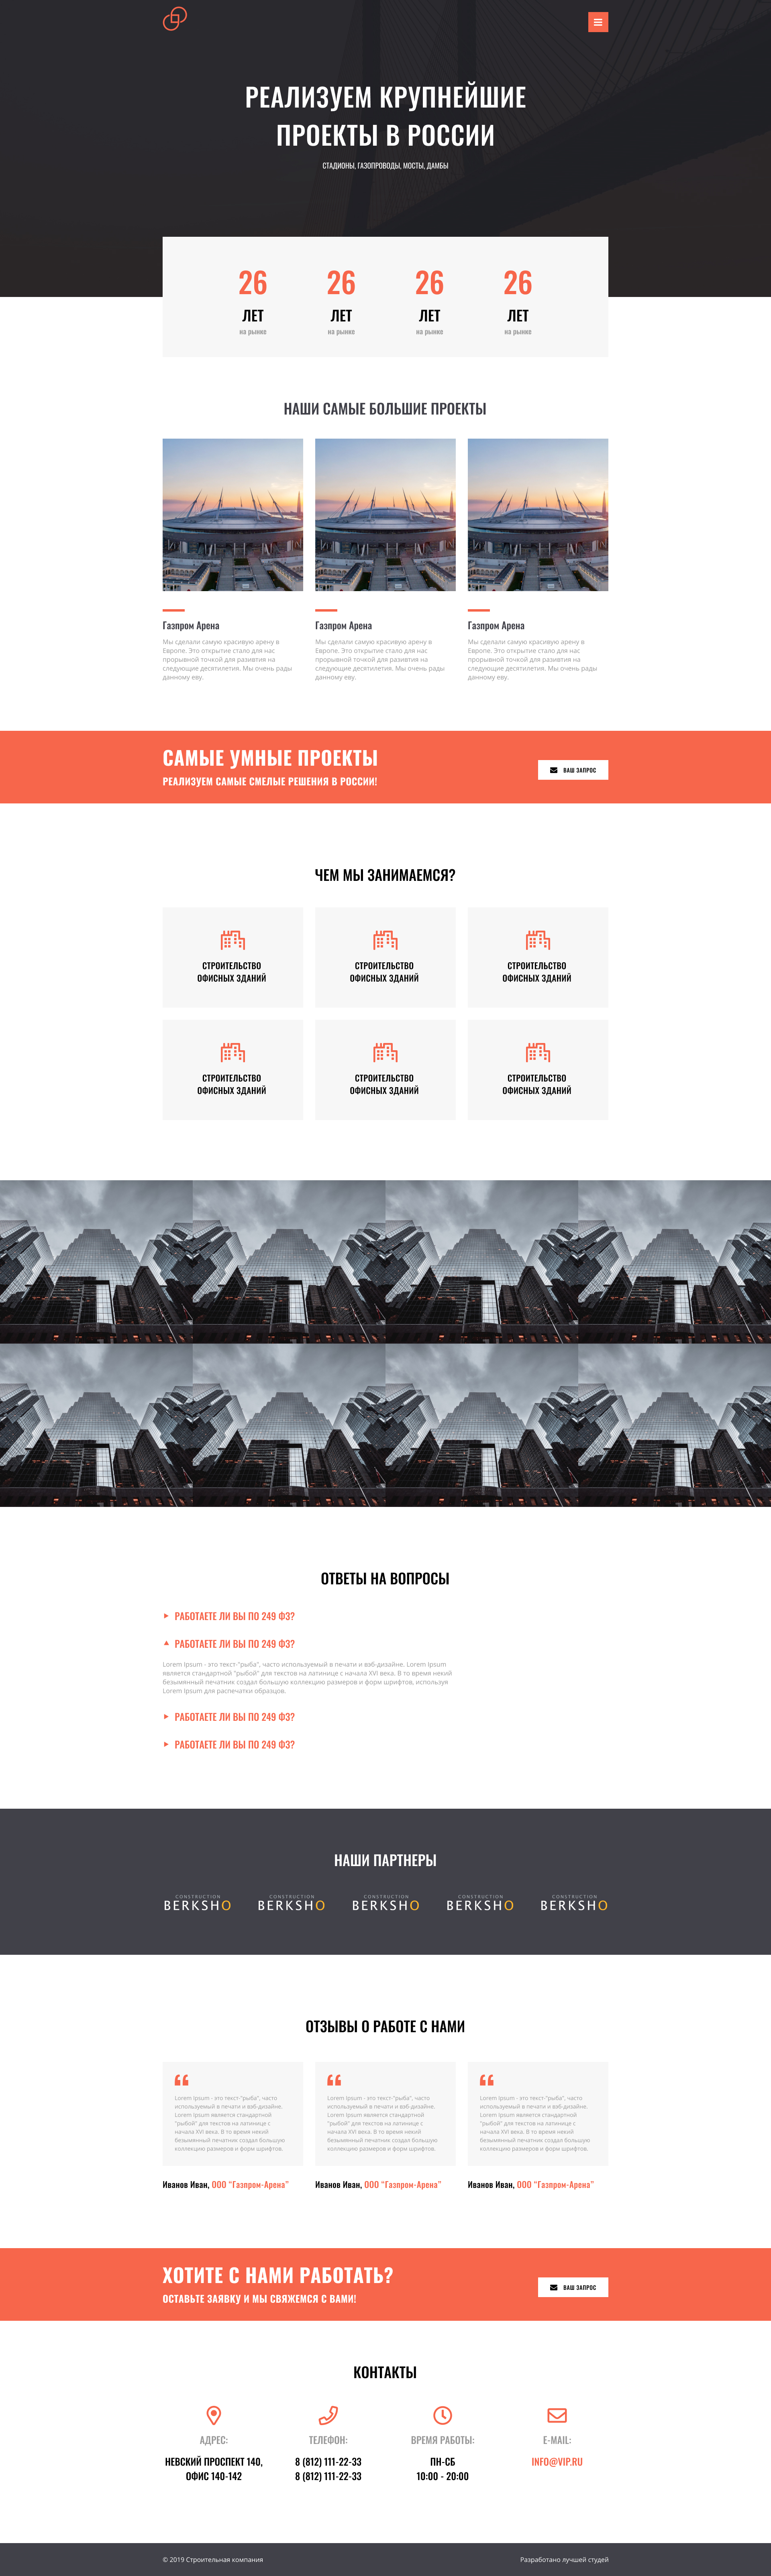 РЕАЛИЗУЕМ КРУПНЕЙШИЕ
ПРОЕКТЫ В РОССИИ
СТАДИОНЫ, ГАЗОПРОВОДЫ, МОСТЫ, ДАМБЫ
26 26 26 26
ЛЕТ ЛЕТ ЛЕТ ЛЕТ
на рынке на рынке на рынке на рынке
НАШИ САМЫЕ БОЛЬШИЕ ПРОЕКТЫ
Газпром Арена
Мы сделали самую красивую арену в
Европе. Это открытие стало для нас
прорывной точкой для разивтия на
следующие десятилетия. Мы очень рады
данному еву.
Газпром Арена
Мы сделали самую красивую арену в
Европе. Это открытие стало для нас
прорывной точкой для разивтия на
следующие десятилетия. Мы очень рады
данному еву.
Газпром Арена
Мы сделали самую красивую арену в
Европе. Это открытие стало для нас
прорывной точкой для разивтия на
следующие десятилетия. Мы очень рады
данному еву.
САМЫЕ УМНЫЕ ПРОЕКТЫ
РЕАЛИЗУЕМ САМЫЕ СМЕЛЫЕ РЕШЕНИЯ В РОССИИ!
ВАШ ЗАПРОС
ЧЕМ МЫ ЗАНИМАЕМСЯ?
СТРОИТЕЛЬСТВО
ОФИСНЫХ ЗДАНИЙ
СТРОИТЕЛЬСТВО
ОФИСНЫХ ЗДАНИЙ
СТРОИТЕЛЬСТВО
ОФИСНЫХ ЗДАНИЙ
СТРОИТЕЛЬСТВО
ОФИСНЫХ ЗДАНИЙ
СТРОИТЕЛЬСТВО
ОФИСНЫХ ЗДАНИЙ
СТРОИТЕЛЬСТВО
ОФИСНЫХ ЗДАНИЙ
ОТВЕТЫ НА ВОПРОСЫ
РАБОТАЕТЕ ЛИ ВЫ ПО 249 ФЗ?
РАБОТАЕТЕ ЛИ ВЫ ПО 249 ФЗ?
Lorem Ipsum - это текст-"рыба", часто используемый в печати и вэб-дизайне. Lorem Ipsum
является стандартной "рыбой" для текстов на латинице с начала XVI века. В то время некий
безымянный печатник создал большую коллекцию размеров и форм шрифтов, используя
Lorem Ipsum для распечатки образцов.
РАБОТАЕТЕ ЛИ ВЫ ПО 249 ФЗ?
РАБОТАЕТЕ ЛИ ВЫ ПО 249 ФЗ?
НАШИ ПАРТНЕРЫ
CONSTRUCTION CONSTRUCTION CONSTRUCTION CONSTRUCTION CONSTRUCTION
BERKSHO BERKSHO BERKSHO BERKSHO BERKSHO
ОТЗЫВЫ О РАБОТЕ С НАМИ
Lorem Ipsum - это текст-"рыба", часто
используемый в печати и вэб-дизайне.
Lorem Ipsum является стандартной
"рыбой" для текстов на латинице с
начала XVI века. В то время некий
безымянный печатник создал большую
коллекцию размеров и форм шрифтов.
Иванов Иван, ООО “Газпром-Арена”
Lorem Ipsum - это текст-"рыба", часто
используемый в печати и вэб-дизайне.
Lorem Ipsum является стандартной
"рыбой" для текстов на латинице с
начала XVI века. В то время некий
безымянный печатник создал большую
коллекцию размеров и форм шрифтов.
Иванов Иван, ООО “Газпром-Арена”
Lorem Ipsum - это текст-"рыба", часто
используемый в печати и вэб-дизайне.
Lorem Ipsum является стандартной
"рыбой" для текстов на латинице с
начала XVI века. В то время некий
безымянный печатник создал большую
коллекцию размеров и форм шрифтов.
Иванов Иван, ООО “Газпром-Арена”
ХОТИТЕ С НАМИ РАБОТАТЬ?
ОСТАВЬТЕ ЗАЯВКУ И МЫ СВЯЖЕМСЯ С ВАМИ!
ВАШ ЗАПРОС
КОНТАКТЫ
АДРЕС:
НЕВСКИЙ ПРОСПЕКТ 140,
ОФИС 140-142
ТЕЛЕФОН:
8 (812) 111-22-33
8 (812) 111-22-33
ВРЕМЯ РАБОТЫ:
ПН-СБ
10:00 - 20:00
E-MAIL:
INFO@VIP.RU
© 2019 Строительная компания
Разработано лучшей студей